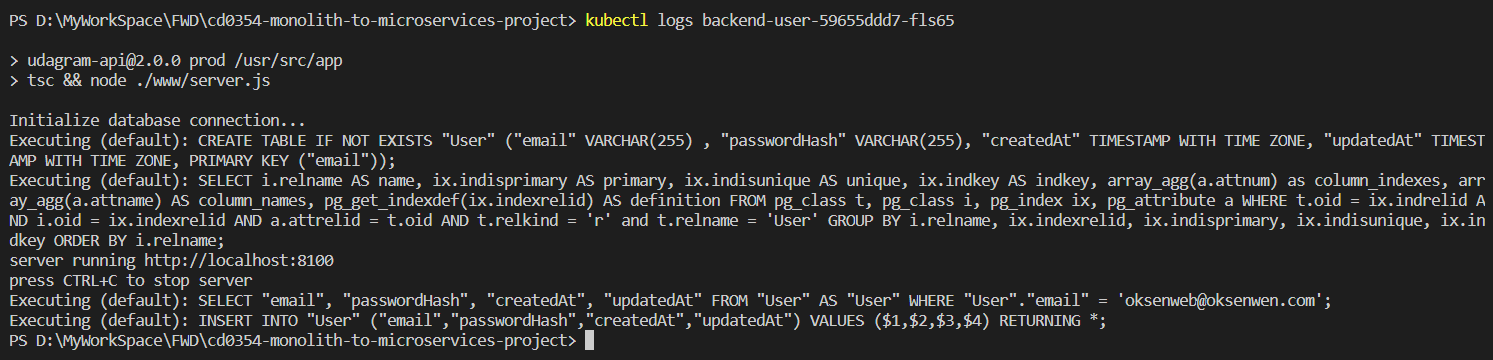 PS D:\MyWorkSpace\FWD\cd0354-monolith-to-microservices-project> kubectl logs backend-user-59655ddd7-fls65
> udagram-api@2.0.0 prod /usr/src/app
> tsc && node ./www/server.js
Initialize database connection...
Executing (default): CREATE TABLE IF NOT EXISTS "User" ("email" VARCHAR(255) , "passwordHash" VARCHAR(255), "createdAt" TIMESTAMP WITH TIME ZONE, "updatedAt" TIMEST
AMP WITH TIME ZONE, PRIMARY KEY ("email"));
Executing (default): SELECT i.relname AS name, ix.indisprimary AS primary, ix.indisunique AS unique, ix.indkey AS indkey, array_agg(a.attnum) as column_indexes, arr
ay_agg(a.attname) AS column_names, pg_get_indexdef(ix.indexrelid) AS definition FROM pg_class t, pg_class i, pg_index ix, pg_attribute a WHERE t.oid = ix.indrelid A
ND i.oid = ix.indexrelid AND a.attrelid = t.oid AND t.relkind = 'r' and t.relname = 'User' GROUP BY i.relname, ix.indexrelid, ix.indisprimary, ix.indisunique, ix.in
dkey ORDER BY i.relname;
server running http://localhost:8100
press CTRL+C to stop server
Executing (default): SELECT "email", "passwordHash", "createdAt", "updatedAt" FROM "User" AS "User" WHERE "User"."email" = 'oksenweb@oksenwen.com';
Executing (default): INSERT INTO "User" ("email","passwordHash","createdAt","updatedAt") VALUES ($1,$2,$3,$4) RETURNING *;
PS D:\MyWorkSpace\FWD\cd0354-monolith-to-microservices-project>